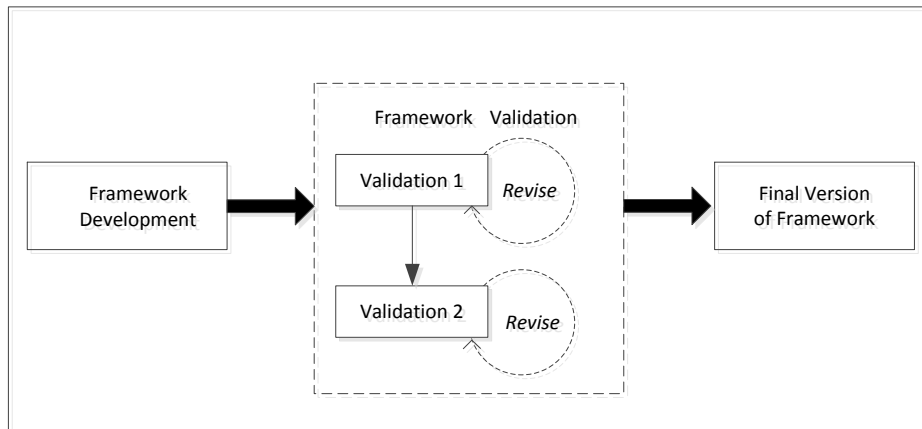 Framework Validation
Framework
Development
Validation 1
Revise
Validation 2
Revise
Final Version
of Framework